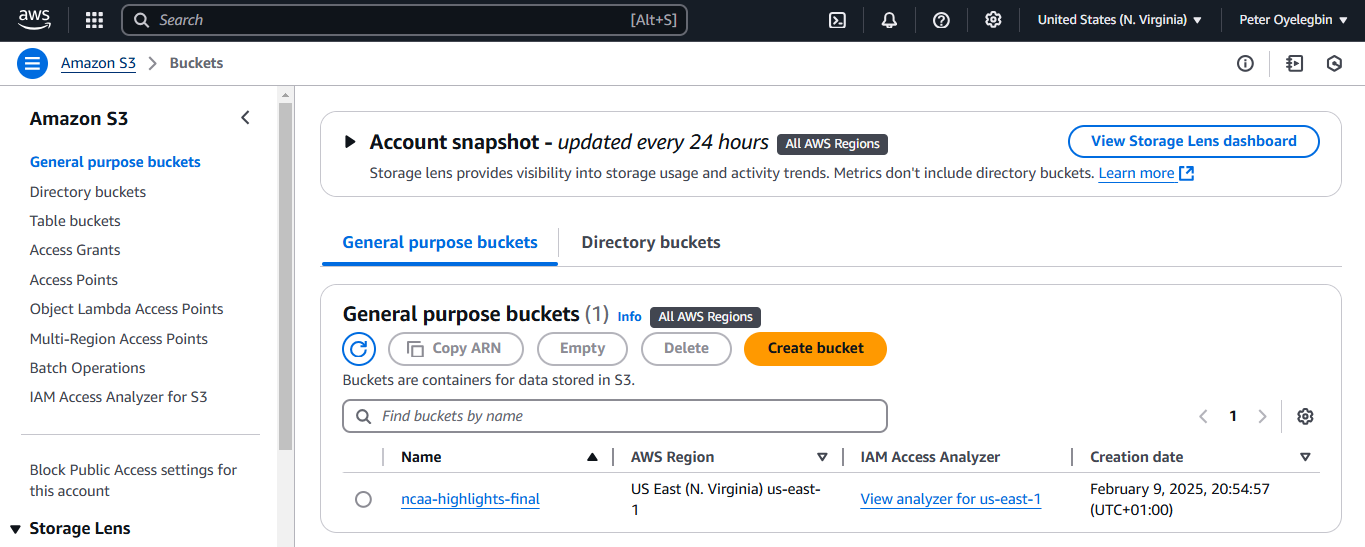 aws
Search [Alt+S]
United States (N. Virginia) ▼
Peter Oyelegbin ▼
Amazon S3 > Buckets
Amazon S3
General purpose buckets
Directory buckets
Table buckets
Access Grants
Access Points
Object Lambda Access Points
Multi-Region Access Points
Batch Operations
IAM Access Analyzer for S3
Block Public Access settings for
this account
▼ Storage Lens
Account snapshot - updated every 24 hours All AWS Regions
View Storage Lens dashboard
Storage lens provides visibility into storage usage and activity trends. Metrics don't include directory buckets. Learn more
General purpose buckets
Directory buckets
General purpose buckets (1) Info All AWS Regions
Copy ARN
Empty
Delete
Create bucket
Buckets are containers for data stored in S3.
Find buckets by name
1
Name
AWS Region
IAM Access Analyzer
Creation date
ncaa-highlights-final
US East (N. Virginia) us-east-
1
View analyzer for us-east-1
February 9, 2025, 20:54:57
(UTC+01:00)